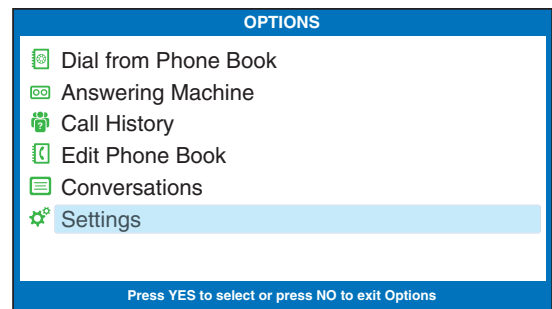 OPTIONS
Dial from Phone Book
Answering Machine
Call History
Edit Phone Book
Conversations
Settings
Press YES to select or press NO to exit Options